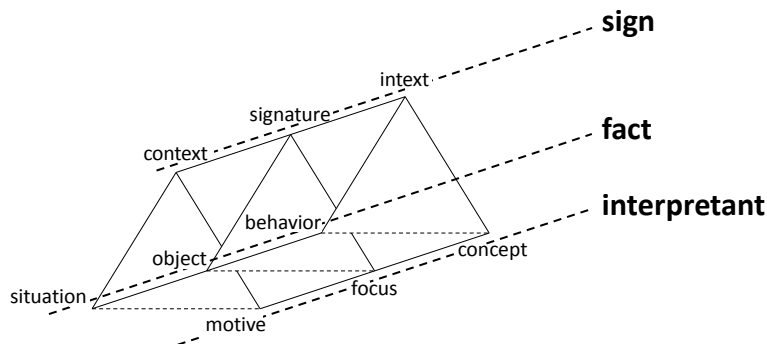 sign
intext
signature
fact
context
interpretant
behavior
object
concept
situation
focus
motive